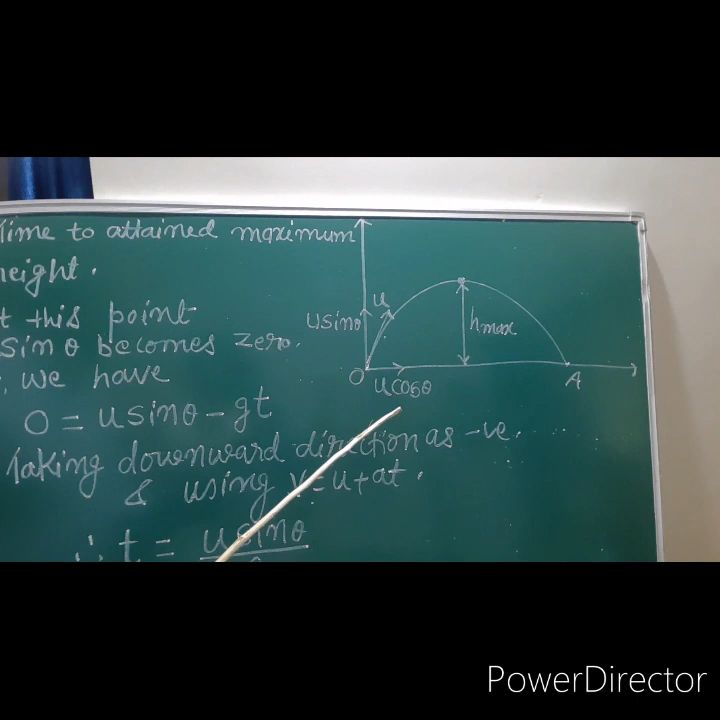 Time to attained maximum
height.
t this point
sin θ becomes zero.
, we have
0 = usinθ - gt
Taking downward direction as -ve.
& using v=u+at.
∴ t = usinθ
u
usinθ
hmax
O
ucosθ
A
PowerDirector